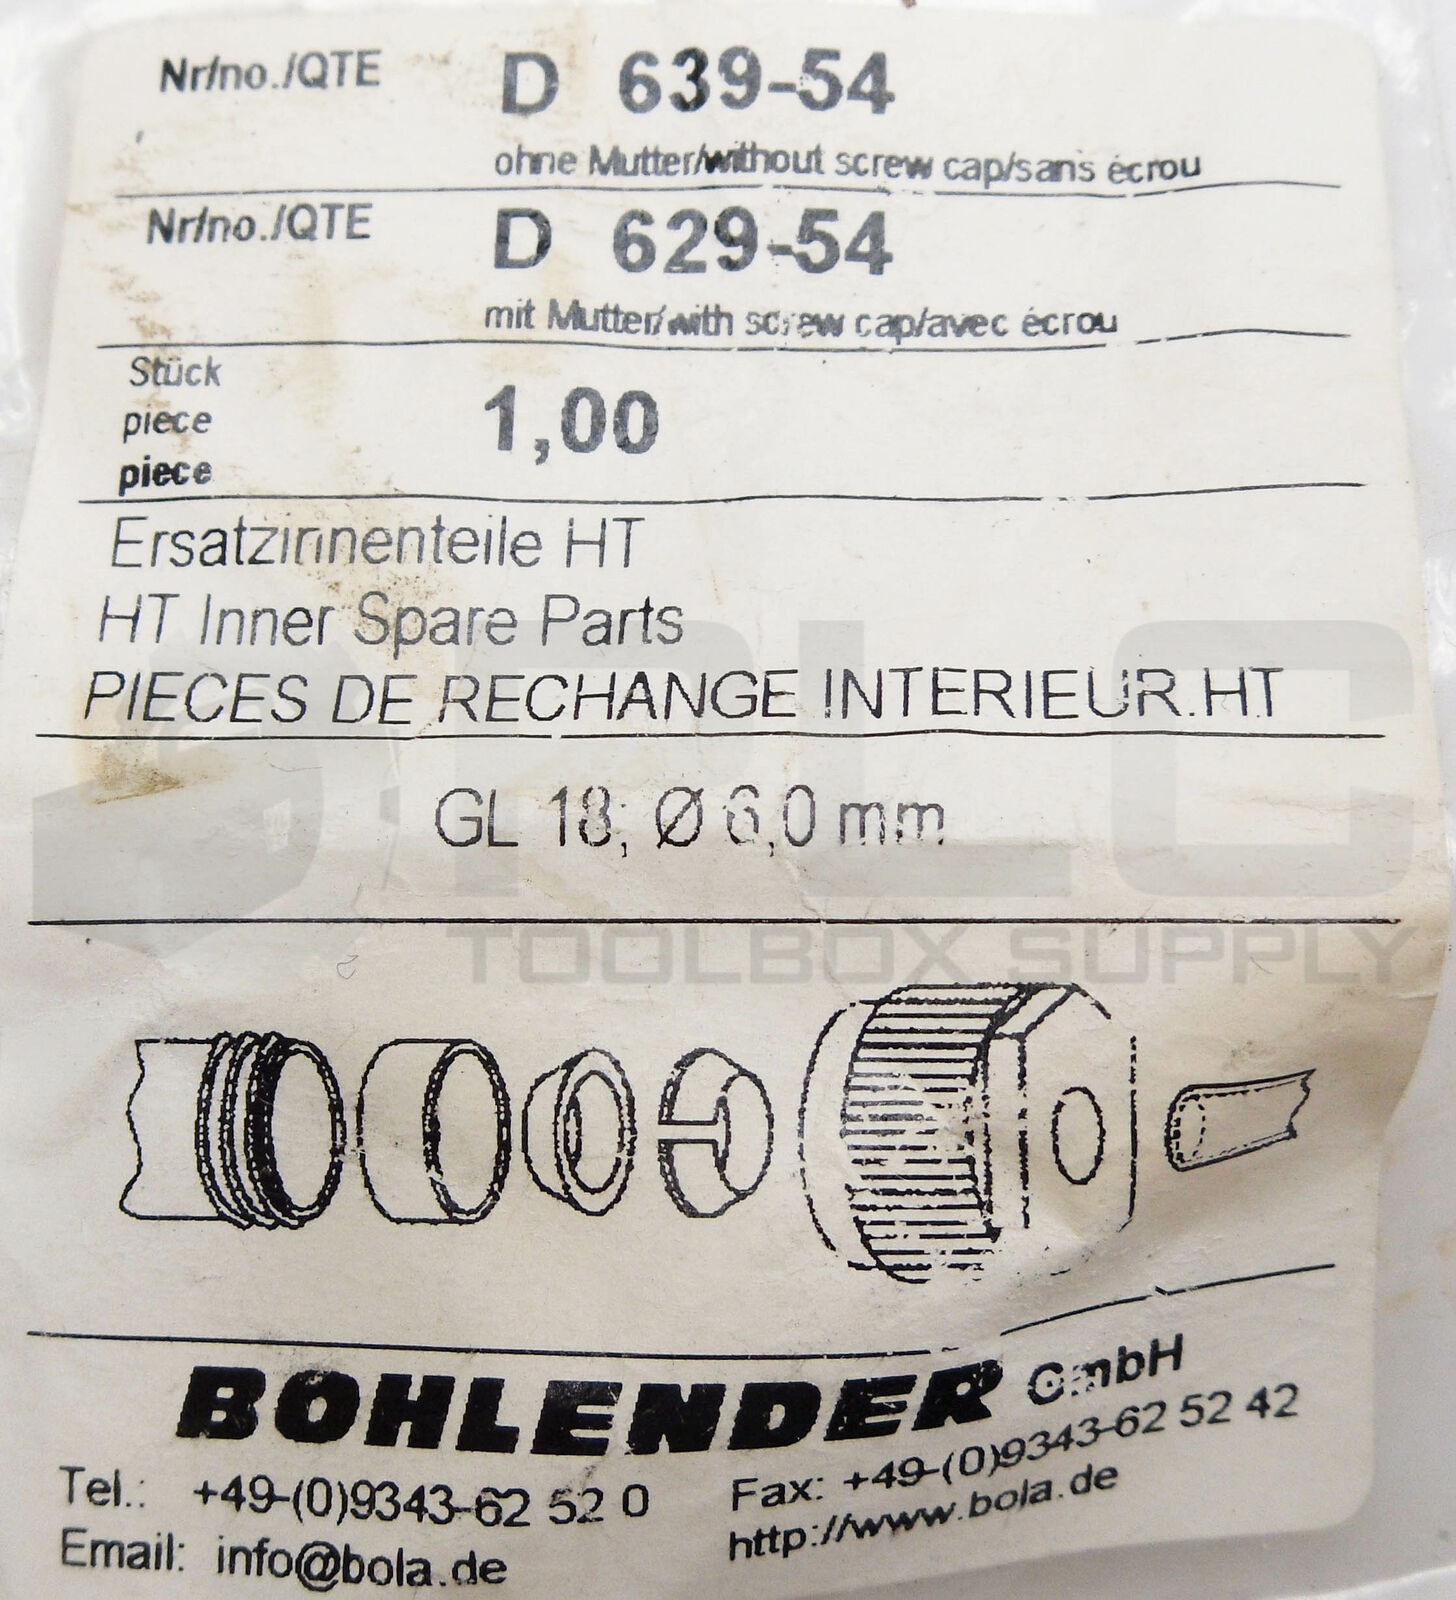 Nr/no./QTE D 639-54
ohne Mutter/without screw cap/sans écrou
Nr/no./QTE D 629-54
mit Mutter/with screw cap/avec écrou
Stück
piece 1,00
piece
Ersatzinnenteile HT
HT Inner Spare Parts
PIECES DE RECHANGE INTERIEUR.HT
GL 18; Ø 6,0 mm
PLC
TOOLBOX SUPPLY
BOHLENDER GmbH
Tel.: +49-(0)9343-62 52 0 Fax: +49-(0)9343-62 52 42
Email: info@bola.de http://www.bola.de